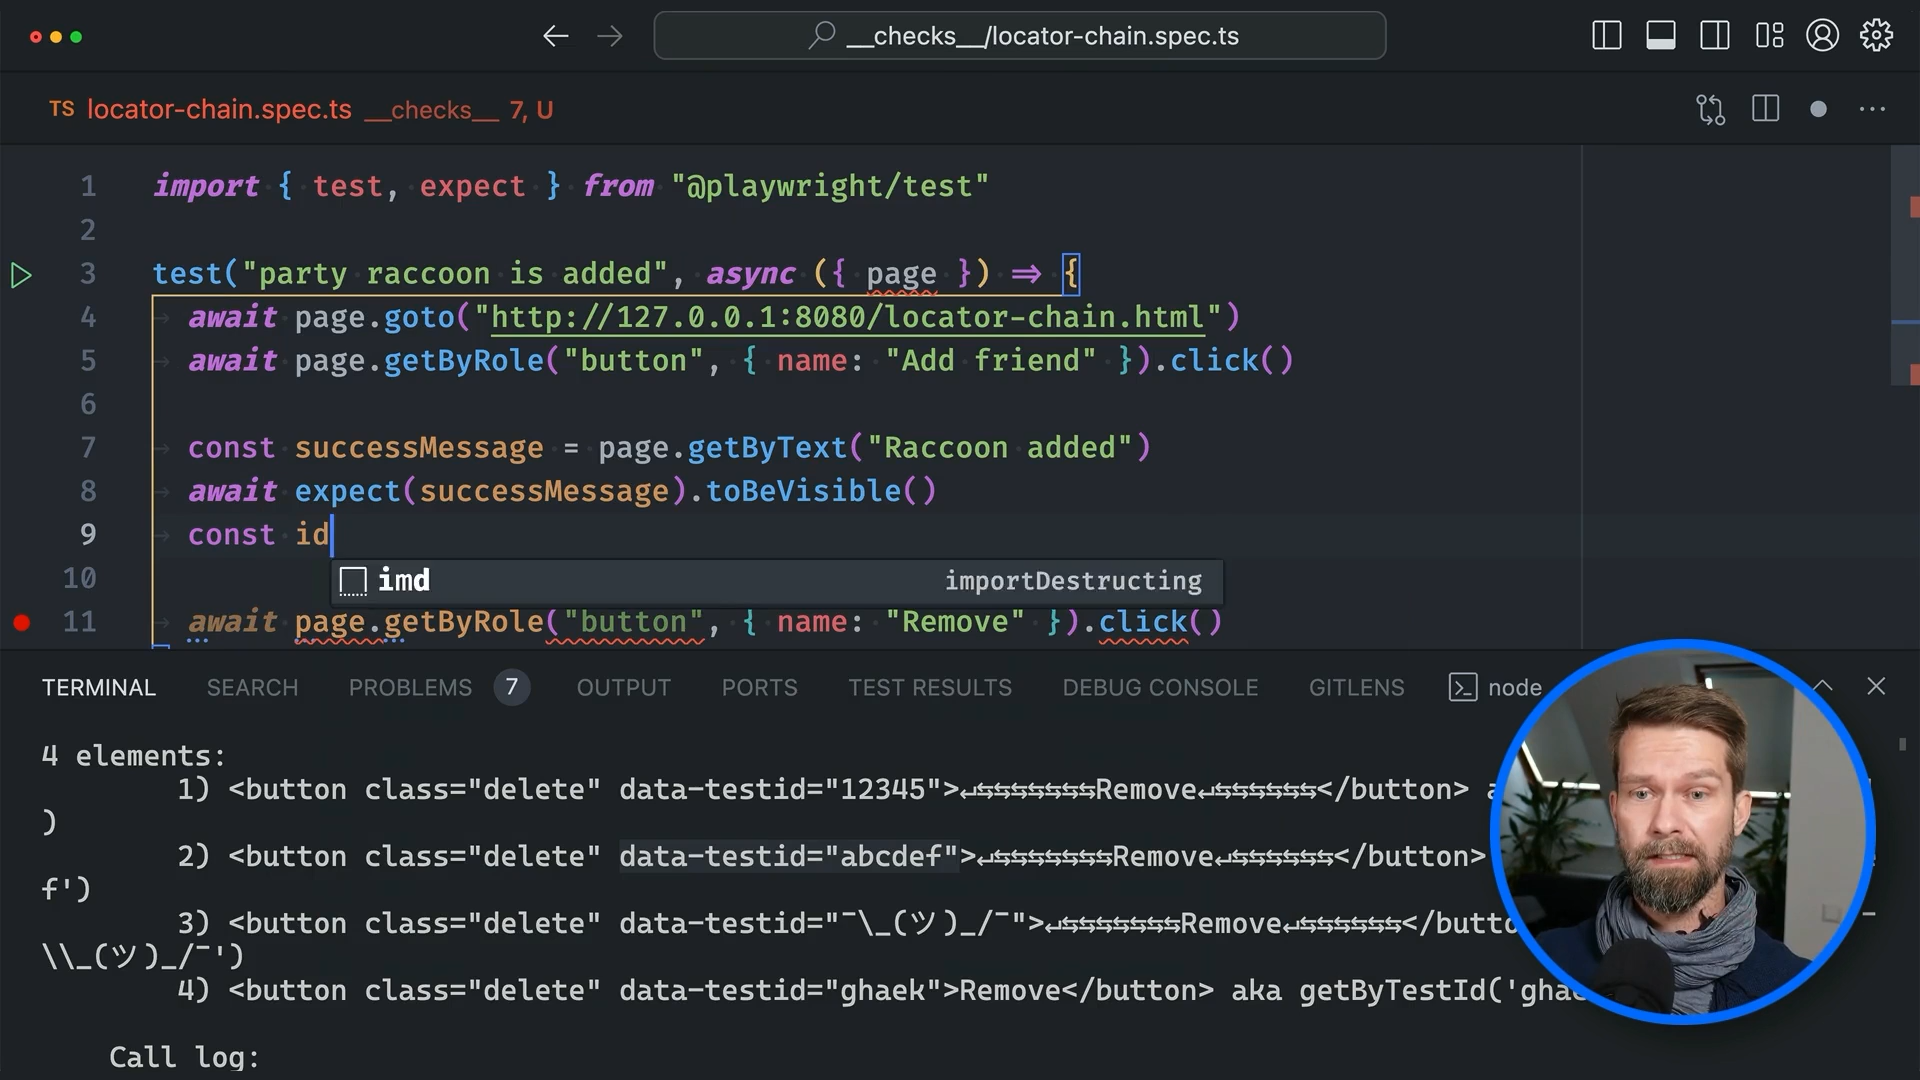 __checks__/locator-chain.spec.ts
TS locator-chain.spec.ts __checks__ 7, U
1 import { test, expect } from "@playwright/test"
2
3 test("party raccoon is added", async ({ page }) => {
4 await page.goto("http://127.0.0.1:8080/locator-chain.html")
5 await page.getByRole("button", { name: "Add friend" }).click()
6
7 const successMessage = page.getByText("Raccoon added")
8 await expect(successMessage).toBeVisible()
9 const id
10 imd importDestructing
11 await page.getByRole("button", { name: "Remove" }).click()
TERMINAL SEARCH PROBLEMS 7 OUTPUT PORTS TEST RESULTS DEBUG CONSOLE GITLENS node
4 elements:
1) <button class="delete" data-testid="12345">↵⇆⇆⇆⇆⇆⇆⇆Remove↵⇆⇆⇆⇆⇆⇆</button> a
)
2) <button class="delete" data-testid="abcdef">↵⇆⇆⇆⇆⇆⇆⇆Remove↵⇆⇆⇆⇆⇆⇆</button>
f')
3) <button class="delete" data-testid="¯\_(ツ)_/¯">↵⇆⇆⇆⇆⇆⇆⇆Remove↵⇆⇆⇆⇆⇆⇆</butto
\\_(ツ)_/¯')
4) <button class="delete" data-testid="ghaek">Remove</button> aka getByTestId('ghae
Call log: